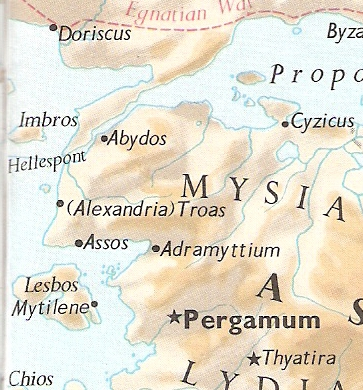 Egnatian Wa
Doriscus
Byza
Propo
Imbros
Cyzicus
Abydos
Hellespont
MYSIA
(Alexandria)Troas
Assos
Adramyttium
Lesbos
A
S
Mytilene
Pergamum
Thyatira
Chios
LYDIA